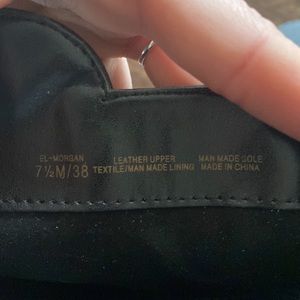 EL-MORGAN LEATHER UPPER MAN MADE SOLE
7½M/38 TEXTILE/MAN MADE LINING MADE IN CHINA